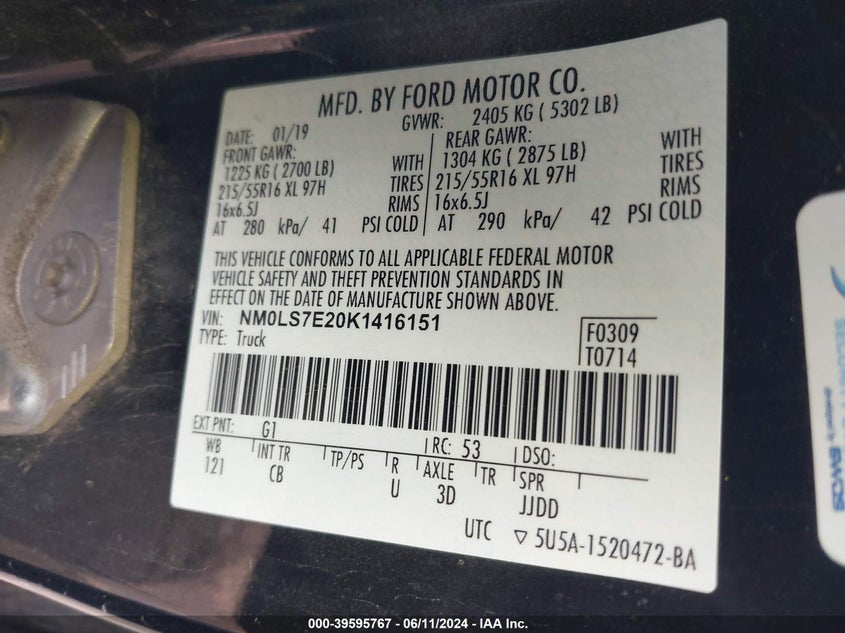 MFD. BY FORD MOTOR CO.
DATE: 01/19 GVWR: 2405 KG ( 5302 LB)
FRONT GAWR: REAR GAWR:
1225 KG ( 2700 LB) WITH 1304 KG ( 2875 LB) WITH
215/55R16 XL 97H TIRES 215/55R16 XL 97H TIRES
16x6.5J RIMS 16x6.5J RIMS
AT 280 kPa/ 41 PSI COLD AT 290 kPa/ 42 PSI COLD
THIS VEHICLE CONFORMS TO ALL APPLICABLE FEDERAL MOTOR
VEHICLE SAFETY AND THEFT PREVENTION STANDARDS IN
EFFECT ON THE DATE OF MANUFACTURE SHOWN ABOVE.
VIN: NM0LS7E20K1416151
TYPE: Truck
F0309
T0714
EXT PNT: G1 RC: 53 DSO:
WB INT TR TP/PS R AXLE TR SPR
121 CB U 3D JJDD
UTC ▽ 5U5A-1520472-BA
000-39595767 - 06/11/2024 - IAA Inc.